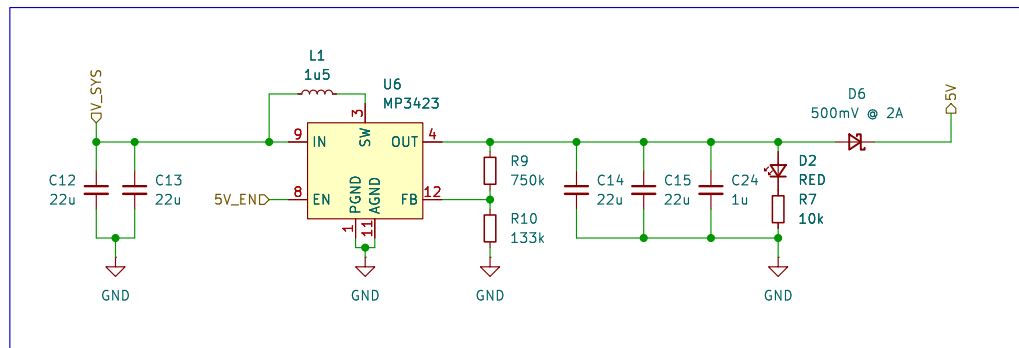 V_SYS
C12
22u
C13
22u
GND
L1
1u5
U6
MP3423
3
SW
9
IN
OUT
4
8
EN
FB
12
PGND
AGND
1
11
5V_EN
GND
R9
750k
R10
133k
GND
C14
22u
C15
22u
C24
1u
D2
RED
R7
10k
GND
D6
500mV @ 2A
5V